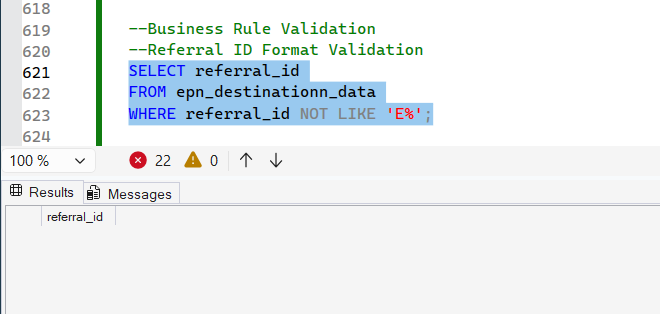 618
619 --Business Rule Validation
620 --Referral ID Format Validation
621 SELECT referral_id
622 FROM epn_destinationn_data
623 WHERE referral_id NOT LIKE 'E%';
624
100 % 22 0
Results Messages
referral_id